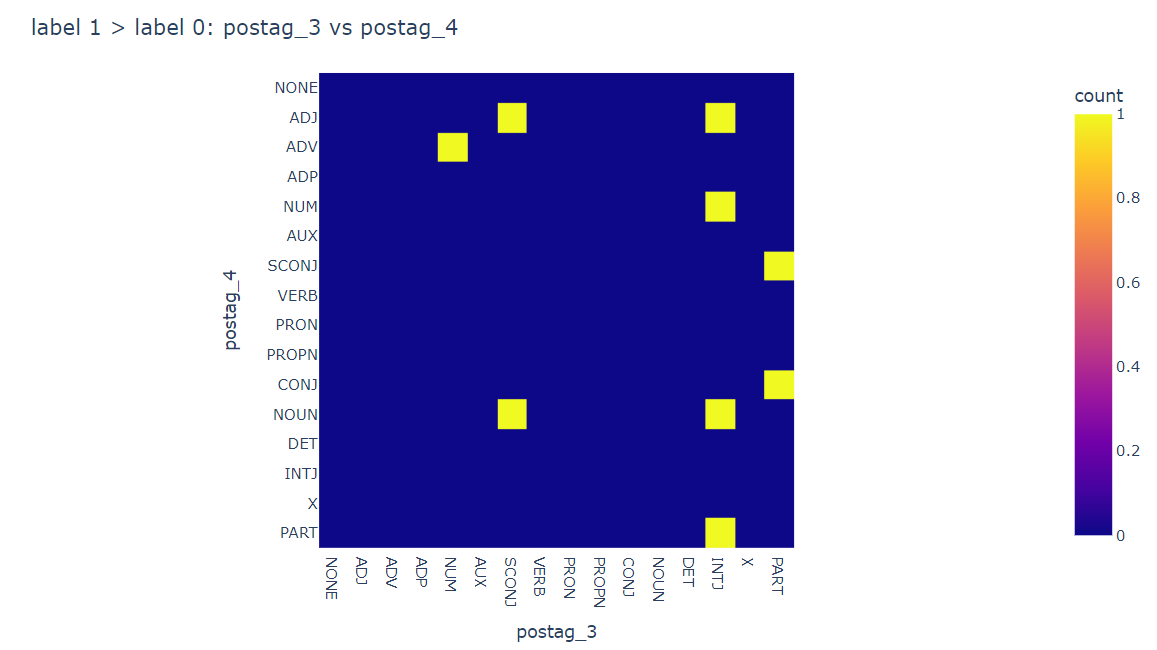 label 1 > label 0: postag_3 vs postag_4
count
1
0.8
0.6
0.4
0.2
0
postag_4
NONE
ADJ
ADV
ADP
NUM
AUX
SCONJ
VERB
PRON
PROPN
CONJ
NOUN
DET
INTJ
X
PART
NONE
ADJ
ADV
ADP
NUM
AUX
SCONJ
VERB
PRON
PROPN
CONJ
NOUN
DET
INTJ
X
PART
postag_3